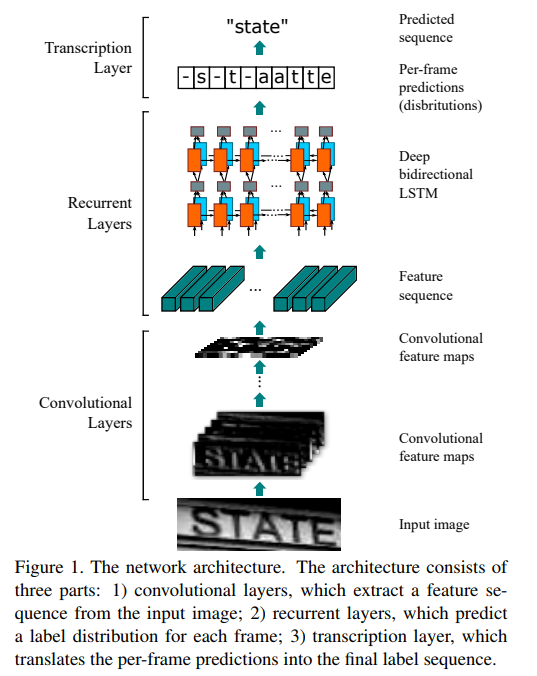 "state"
Predicted
sequence
Transcription
Layer
-s-t-aatte
Per-frame
predictions
(disbritutions)
Recurrent
Layers
Deep
bidirectional
LSTM
...
...
Feature
sequence
Convolutional
Layers
Convolutional
feature maps
STATE
Convolutional
feature maps
STATE
Input image
Figure 1. The network architecture. The architecture consists of
three parts: 1) convolutional layers, which extract a feature se-
quence from the input image; 2) recurrent layers, which predict
a label distribution for each frame; 3) transcription layer, which
translates the per-frame predictions into the final label sequence.